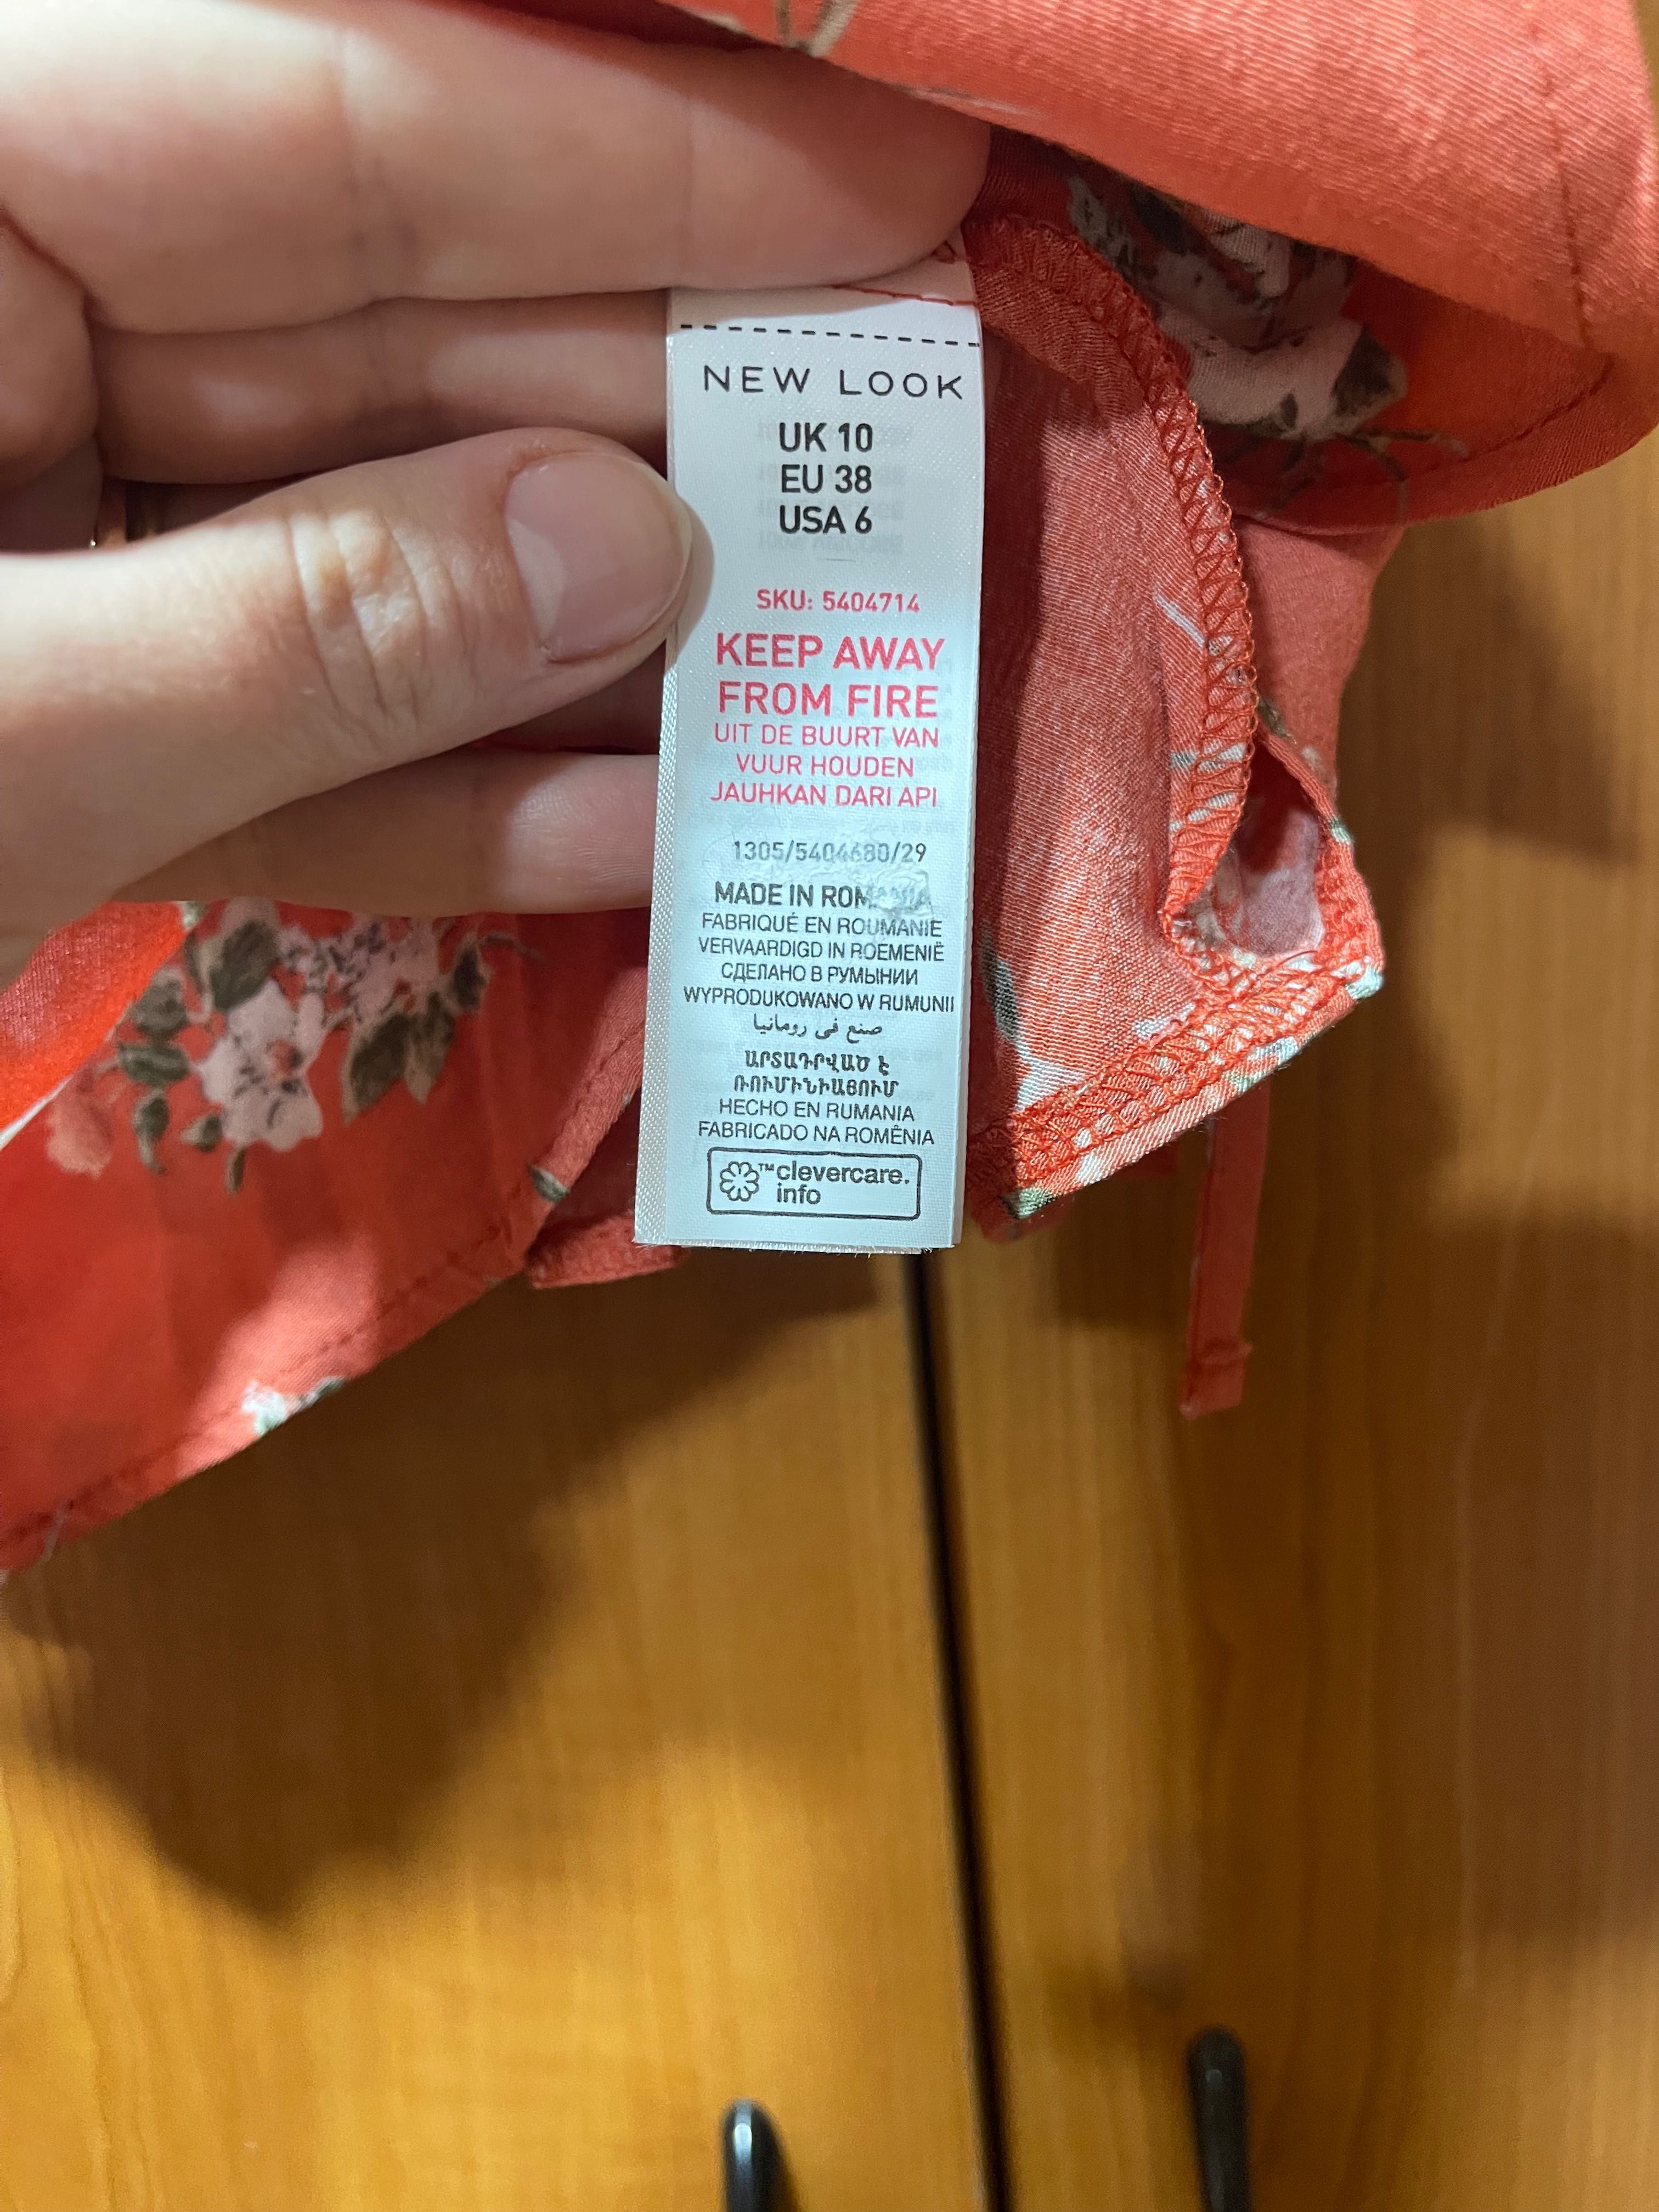 NEW LOOK
UK 10
EU 38
USA 6
SKU: 5404714
KEEP AWAY
FROM FIRE
UIT DE BUURT VAN
VUUR HOUDEN
JAUHKAN DARI API
1305/5404680/29
MADE IN ROMANIA
FABRIQUÉ EN ROUMANIE
VERVAARDIGD IN ROEMENIË
СДЕЛАНО В РУМЫНИИ
WYPRODUKOWANO W RUMUNII
صنع في رومانيا
ԱՐՏԱԴՐՎԱԾ Է
ՌՈՒՄԻՆԻԱՅՈՒՄ
HECHO EN RUMANIA
FABRICADO NA ROMÊNIA
™clevercare.
info